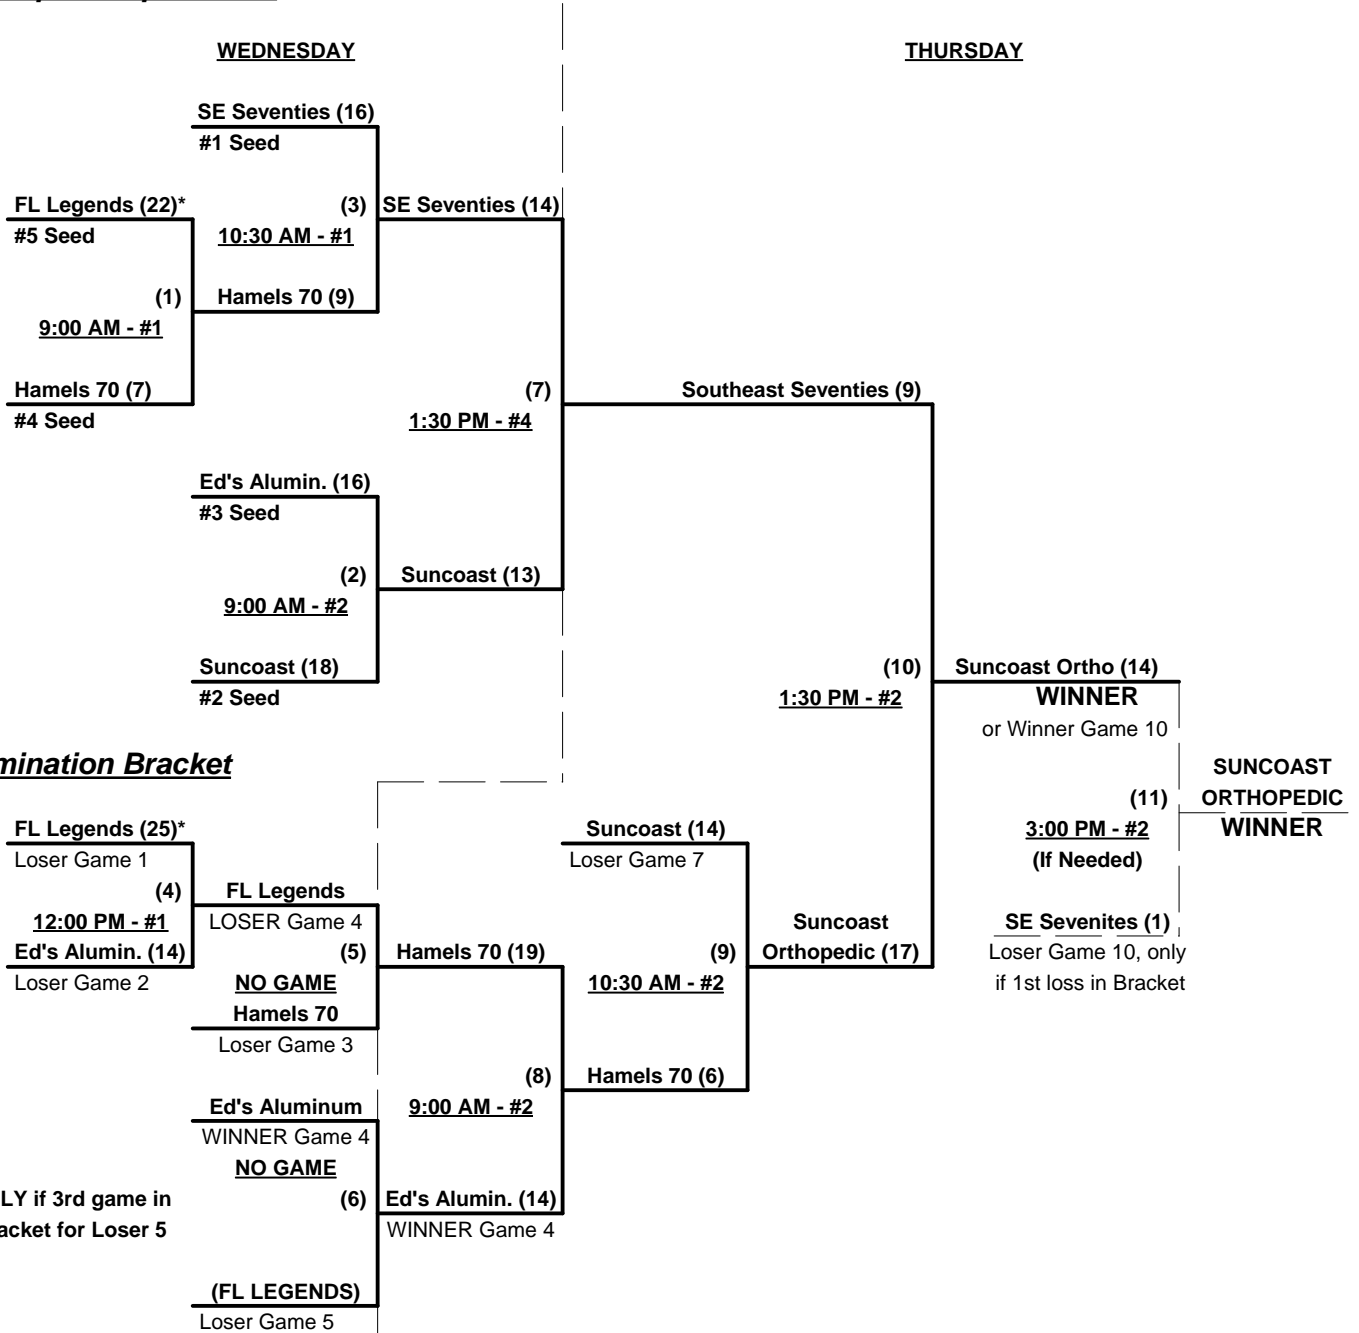 WEDNESDAY
THURSDAY
SE Seventies (16)
#1 Seed
FL Legends (22)*
(3)
SE Seventies (14)
#5 Seed
10:30 AM - #1
(1)
Hamels 70 (9)
9:00 AM - #1
Hamels 70 (7)
(7)
Southeast Seventies (9)
#4 Seed
1:30 PM - #4
Ed's Alumin. (16)
#3 Seed
(2)
Suncoast (13)
9:00 AM - #2
Suncoast (18)
(10)
Suncoast Ortho (14)
#2 Seed
1:30 PM - #2
WINNER
or Winner Game 10
mination Bracket
SUNCOAST
(11)
ORTHOPEDIC
FL Legends (25)*
Suncoast (14)
3:00 PM - #2
WINNER
Loser Game 1
Loser Game 7
(If Needed)
(4)
FL Legends
12:00 PM - #1
LOSER Game 4
Suncoast
SE Sevenites (1)
Ed's Alumin. (14)
(5)
Hamels 70 (19)
(9)
Orthopedic (17)
Loser Game 10, only
Loser Game 2
NO GAME
10:30 AM - #2
if 1st loss in Bracket
Hamels 70
Loser Game 3
(8)
Hamels 70 (6)
Ed's Aluminum
9:00 AM - #2
WINNER Game 4
NO GAME
LY if 3rd game in
(6)
Ed's Alumin. (14)
acket for Loser 5
WINNER Game 4
(FL LEGENDS)
Loser Game 5